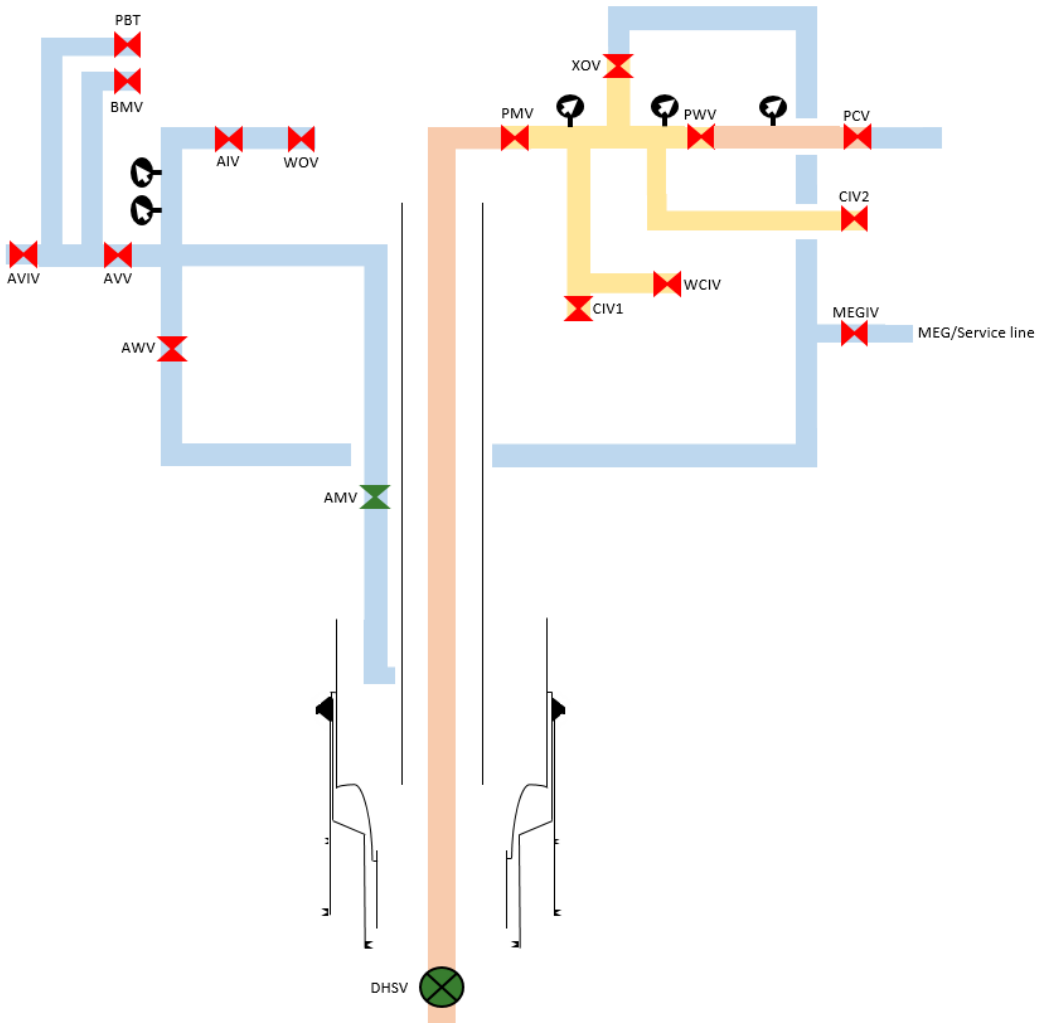 PBT
BMV
XOV
PMV
PWV
PCV
AIV
WOV
CIV2
AVIV
AVV
WCIV
CIV1
MEGIV
MEG/Service line
AWV
AMV
DHSV